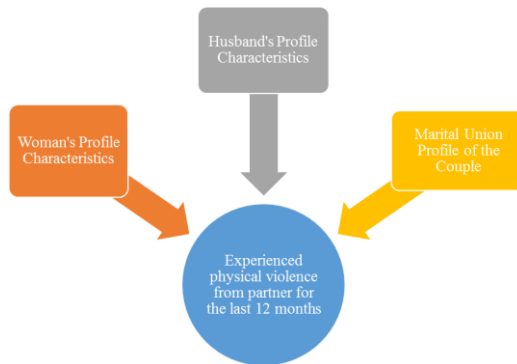 Husband's Profile
Characteristics
Woman's Profile
Characteristics
Marital Union
Profile of the
Couple
Experienced
physical violence
from partner for
the last 12 months